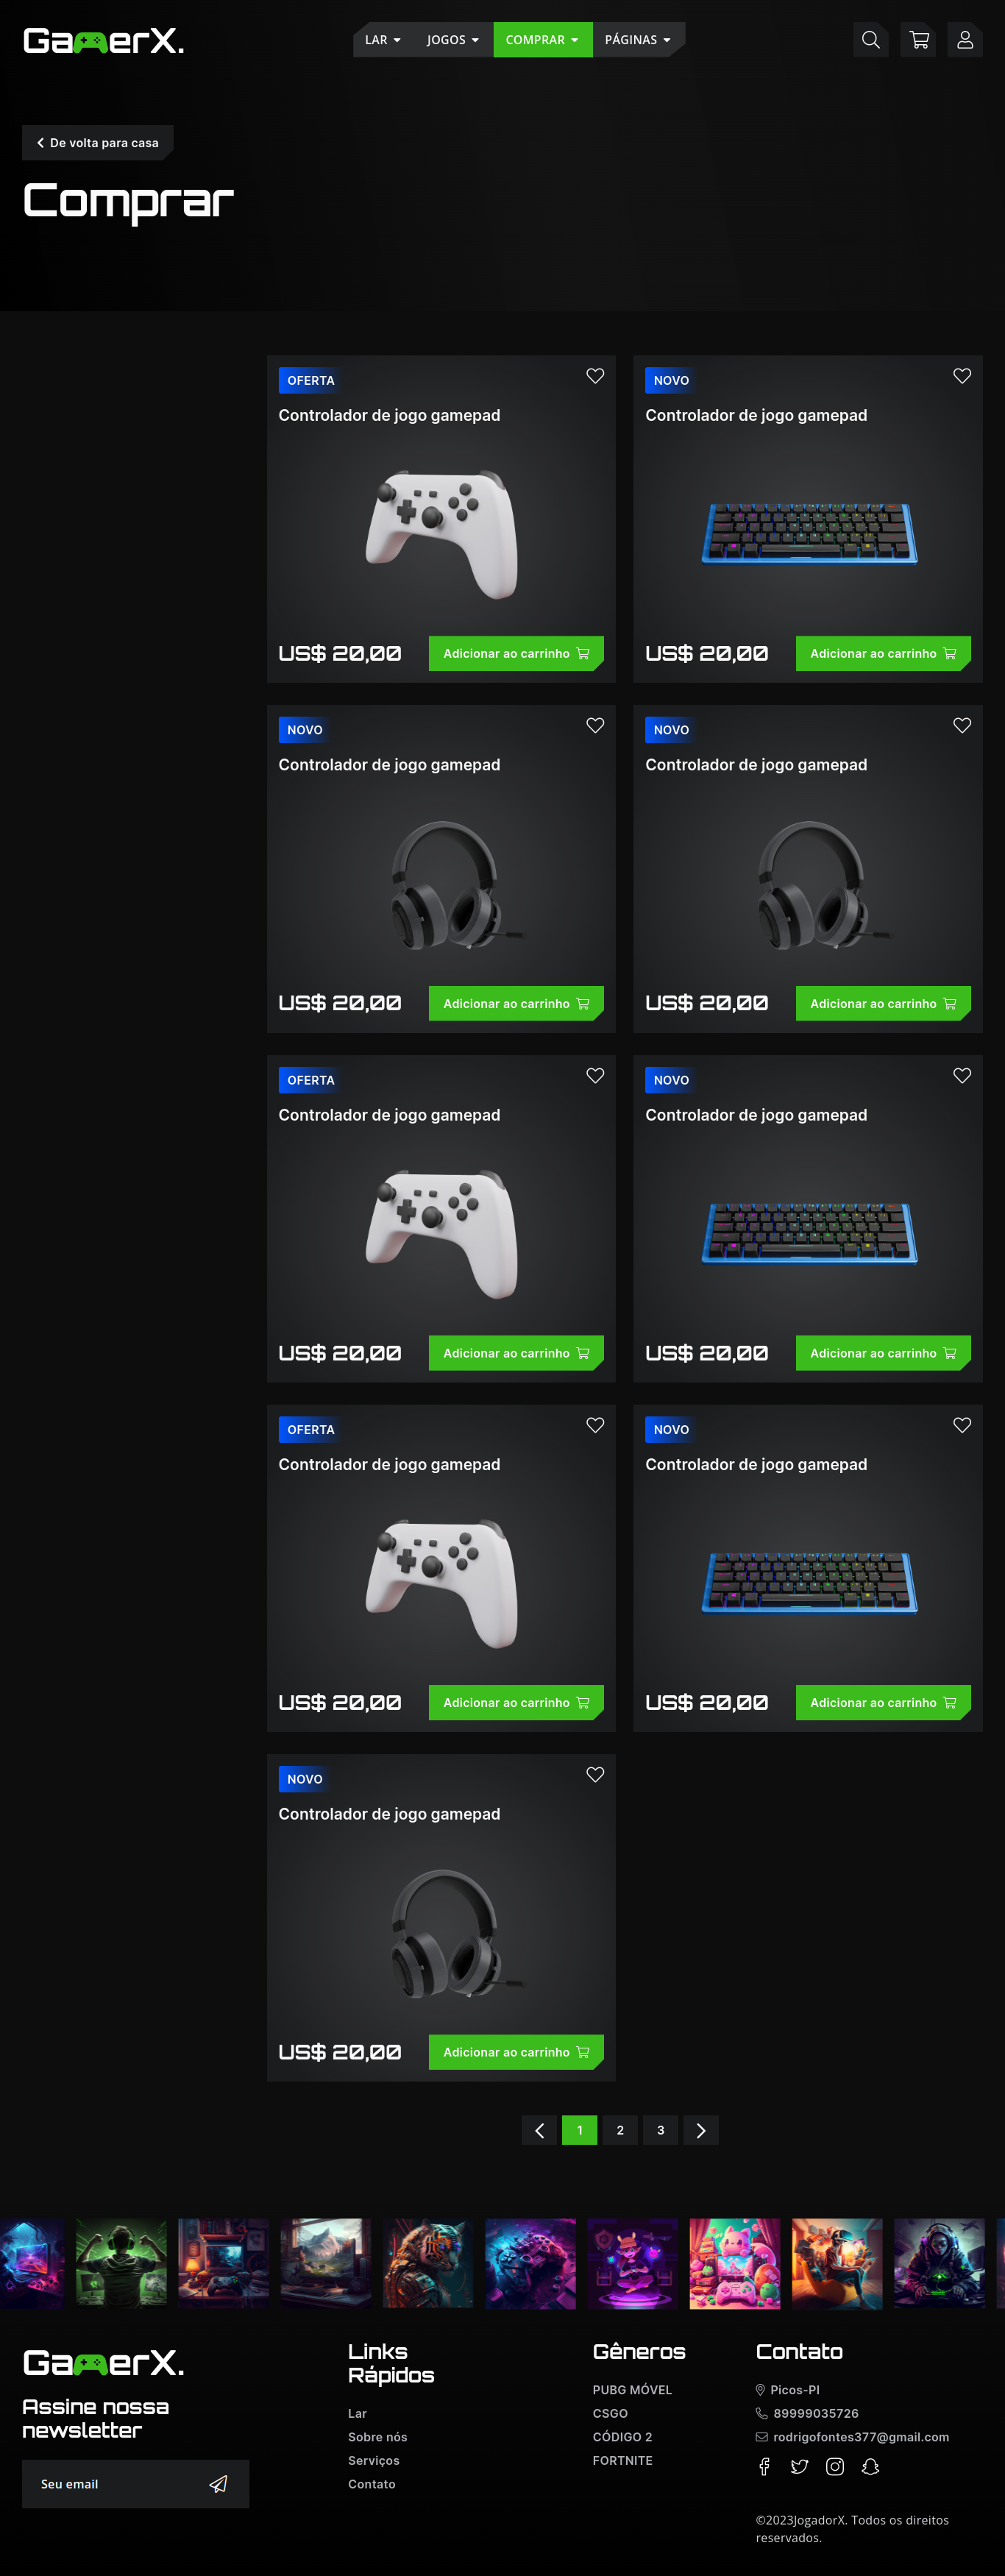 GamerX.
LAR
JOGOS
COMPRAR
PÁGINAS
De volta para casa
Comprar
OFERTA
Controlador de jogo gamepad
US$ 20,00
Adicionar ao carrinho
NOVO
Controlador de jogo gamepad
US$ 20,00
Adicionar ao carrinho
NOVO
Controlador de jogo gamepad
US$ 20,00
Adicionar ao carrinho
NOVO
Controlador de jogo gamepad
US$ 20,00
Adicionar ao carrinho
OFERTA
Controlador de jogo gamepad
US$ 20,00
Adicionar ao carrinho
NOVO
Controlador de jogo gamepad
US$ 20,00
Adicionar ao carrinho
OFERTA
Controlador de jogo gamepad
US$ 20,00
Adicionar ao carrinho
NOVO
Controlador de jogo gamepad
US$ 20,00
Adicionar ao carrinho
NOVO
Controlador de jogo gamepad
US$ 20,00
Adicionar ao carrinho
1
2
3
GamerX.
Assine nossa
newsletter
Seu email
Links
Rápidos
Lar
Sobre nós
Serviços
Contato
Gêneros
PUBG MÓVEL
CSGO
CÓDIGO 2
FORTNITE
Contato
Picos-PI
89999035726
rodrigofontes377@gmail.com
©2023JogadorX. Todos os direitos
reservados.